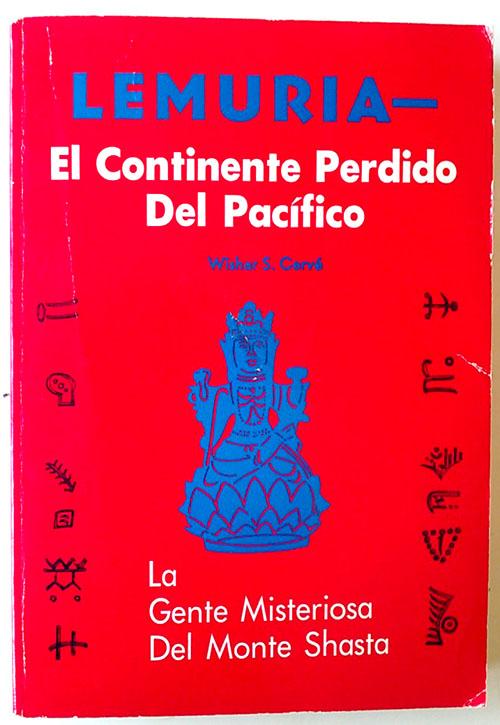 LEMURIA—
El Continente Perdido
Del Pacífico
Wisher S. Cervé
La
Gente Misteriosa
Del Monte Shasta